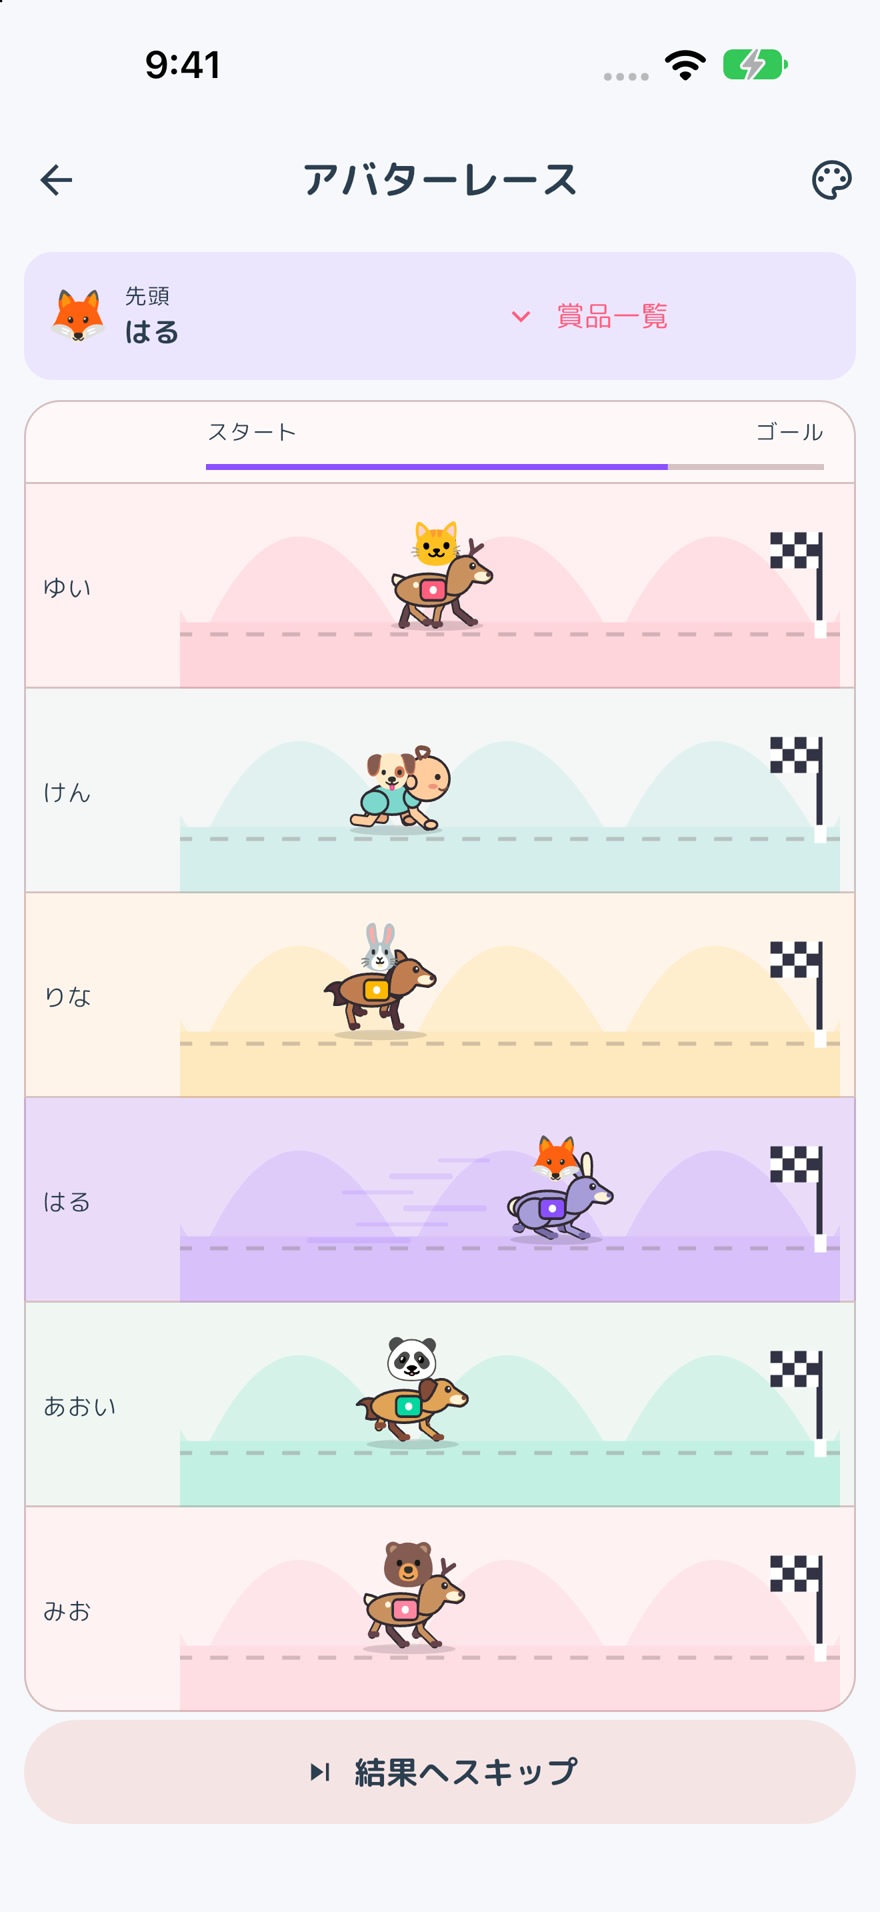 9:41
アバターレース
先頭
はる
賞品一覧
スタート
ゴール
ゆい
けん
りな
はる
あおい
みお
結果へスキップ